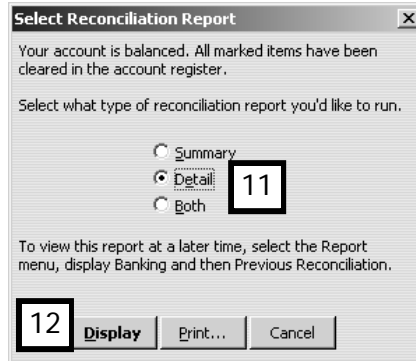 Select Reconciliation Report X
Your account is balanced. All marked items have been
cleared in the account register.
Select what type of reconciliation report you'd like to run.
Summary
Detail
11
Both
To view this report at a later time, select the Report
menu, display Banking and then Previous Reconciliation.
12
Display Print... Cancel